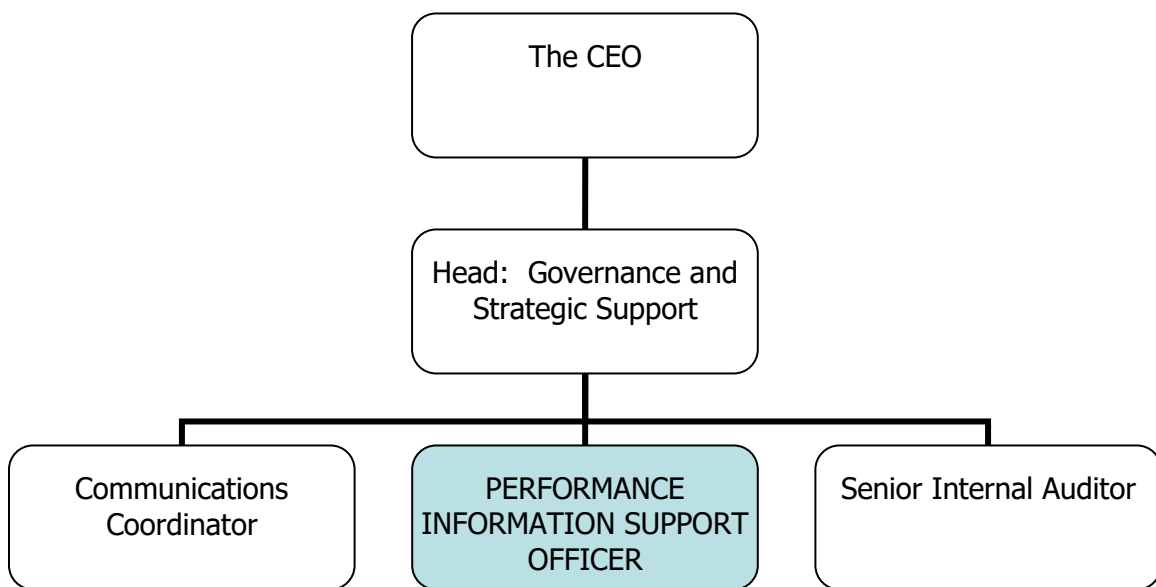 The CEO
Head:  Governance and
Strategic Support
Communications
Coordinator
PERFORMANCE
INFORMATION SUPPORT
OFFICER
Senior Internal Auditor